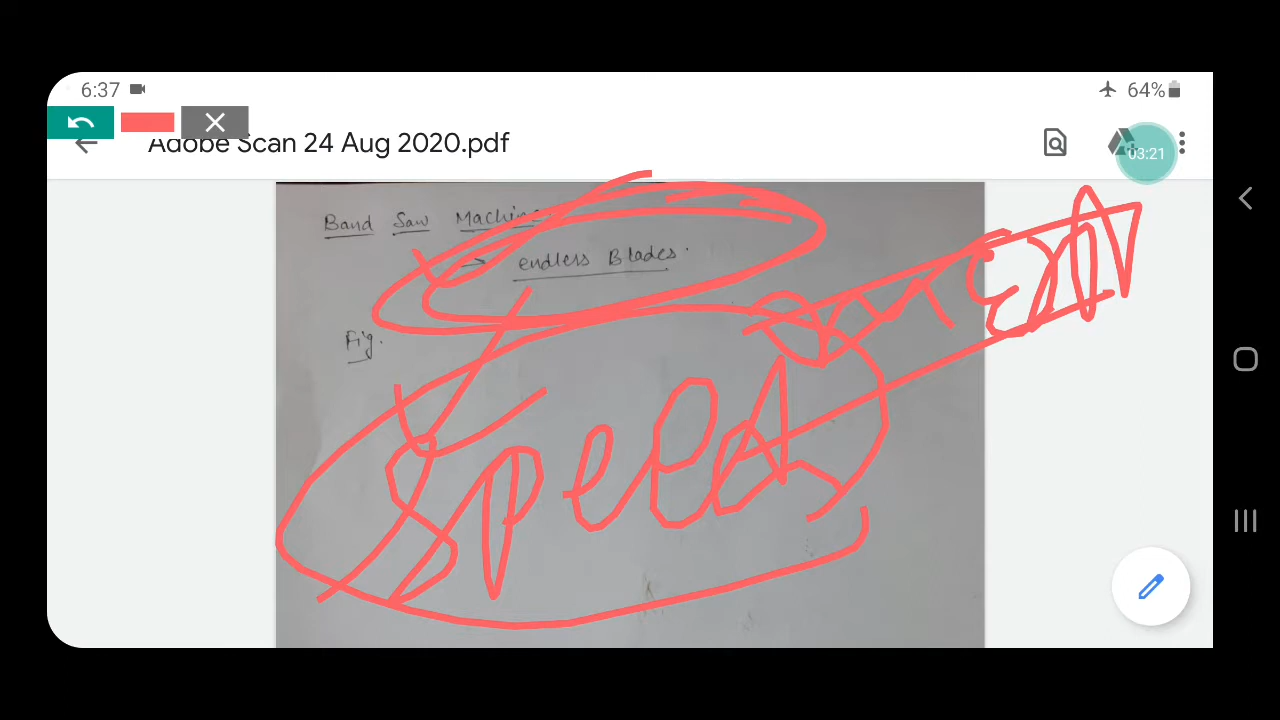 6:37
64%
Adobe Scan 24 Aug 2020.pdf
03:21
Band Saw Machine
→ endless Blades.
Fig.
Speed